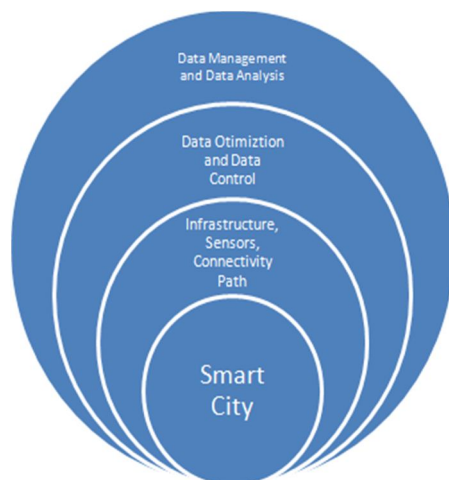 Data Management
and Data Analysis
Data Otimiztion
and Data
Control
Infrastructure,
Sensors,
Connectivity
Path
Smart
City